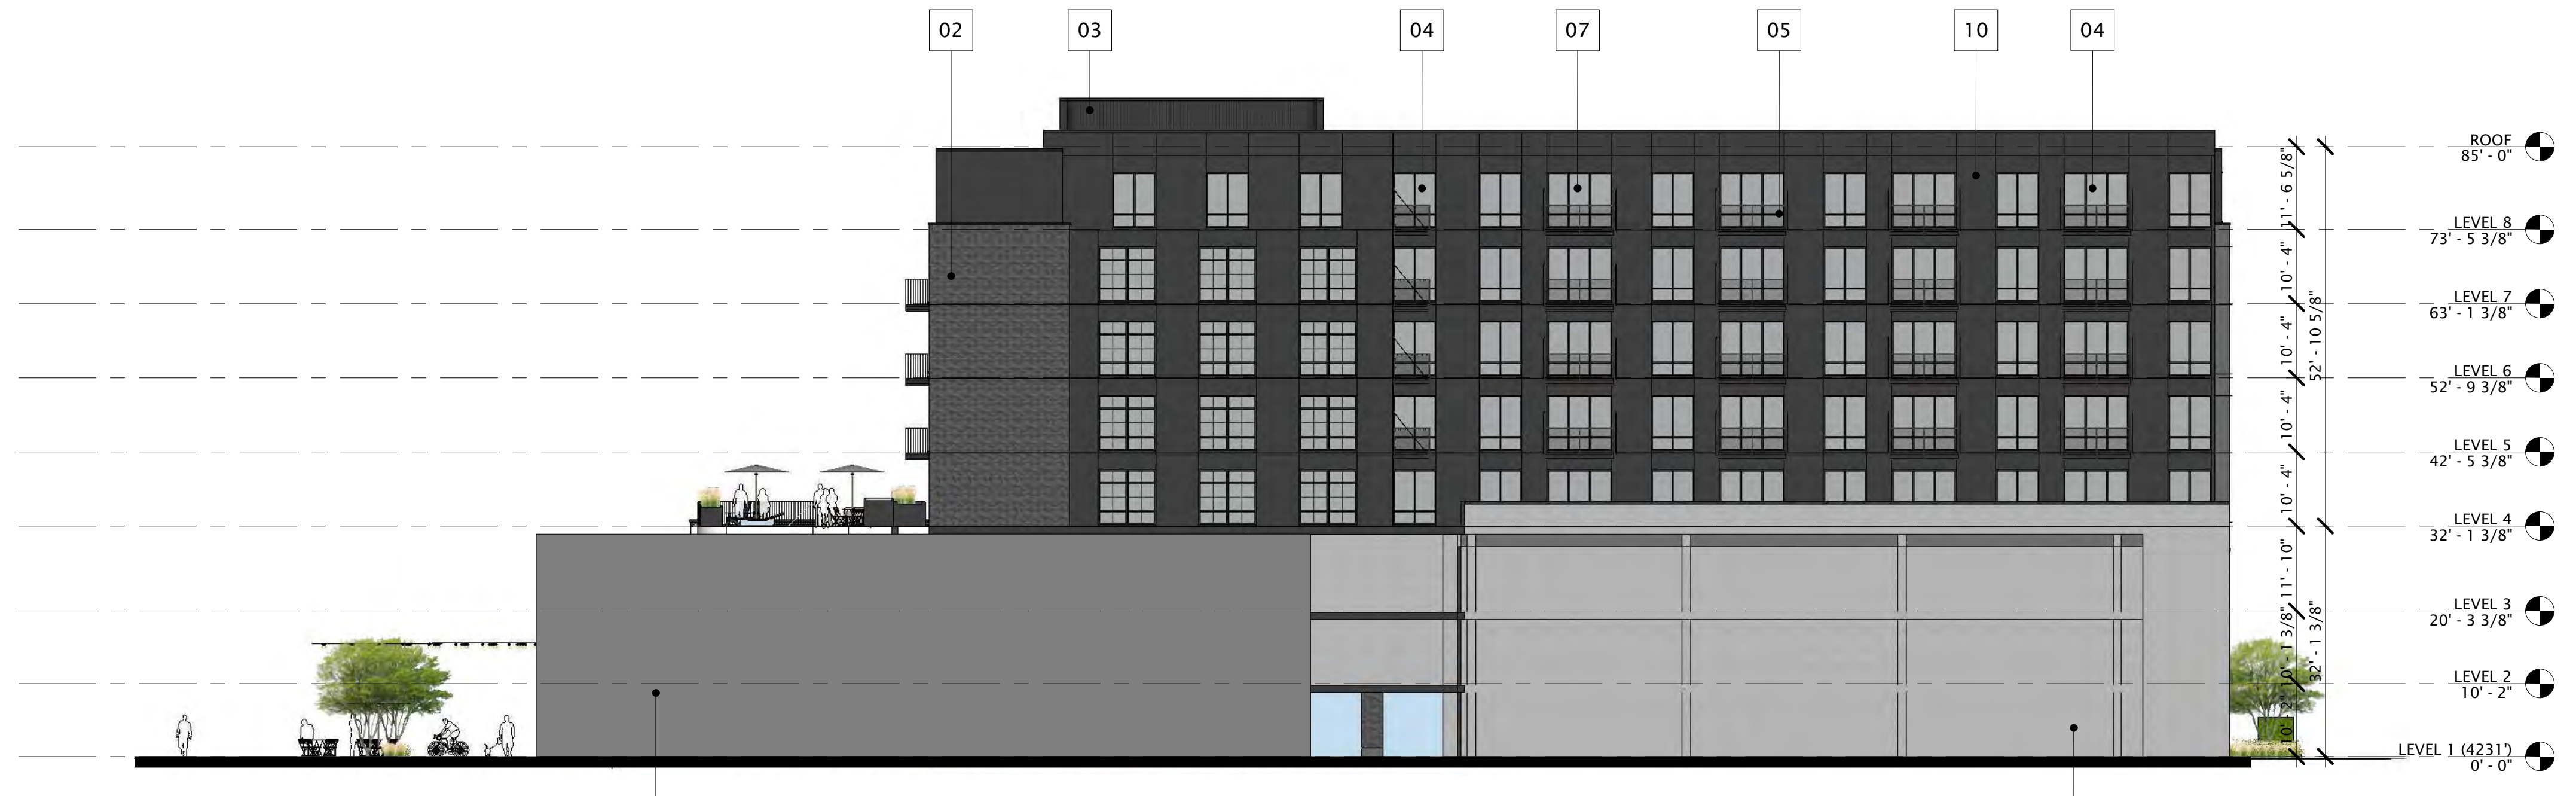 02
03
04
07
05
10
04
ROOF
85' - 0"
11' - 6 5/8"
LEVEL 8
73' - 5 3/8"
10' - 4"
LEVEL 7
63' - 1 3/8"
10' - 4"
52' - 10 5/8"
LEVEL 6
52' - 9 3/8"
10' - 4"
LEVEL 5
42' - 5 3/8"
10' - 4"
LEVEL 4
32' - 1 3/8"
11' - 10"
LEVEL 3
20' - 3 3/8"
10' - 1 3/8"
32' - 1 3/8"
LEVEL 2
10' - 2"
10' - 2"
LEVEL 1 (4231')
0' - 0"